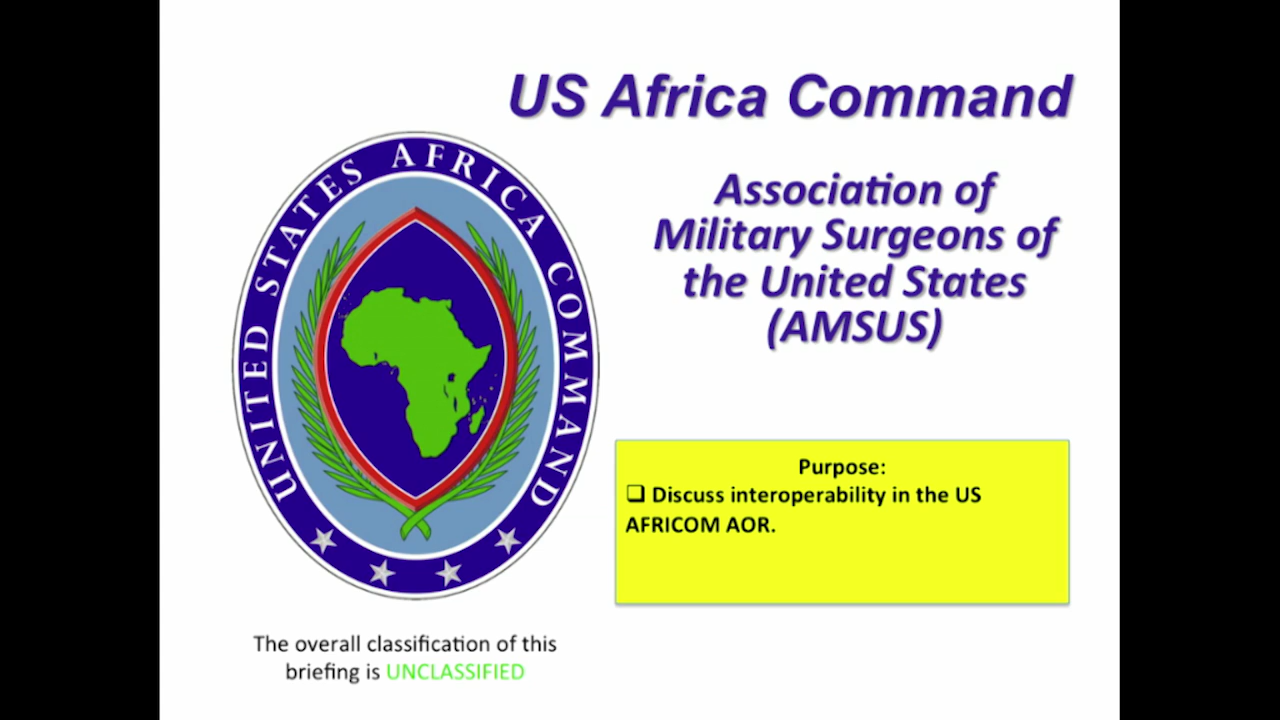 US Africa Command
Association of
Military Surgeons of
the United States
(AMSUS)
UNITED STATES AFRICA COMMAND
Purpose:
❑ Discuss interoperability in the US
AFRICOM AOR.
The overall classification of this
briefing is UNCLASSIFIED